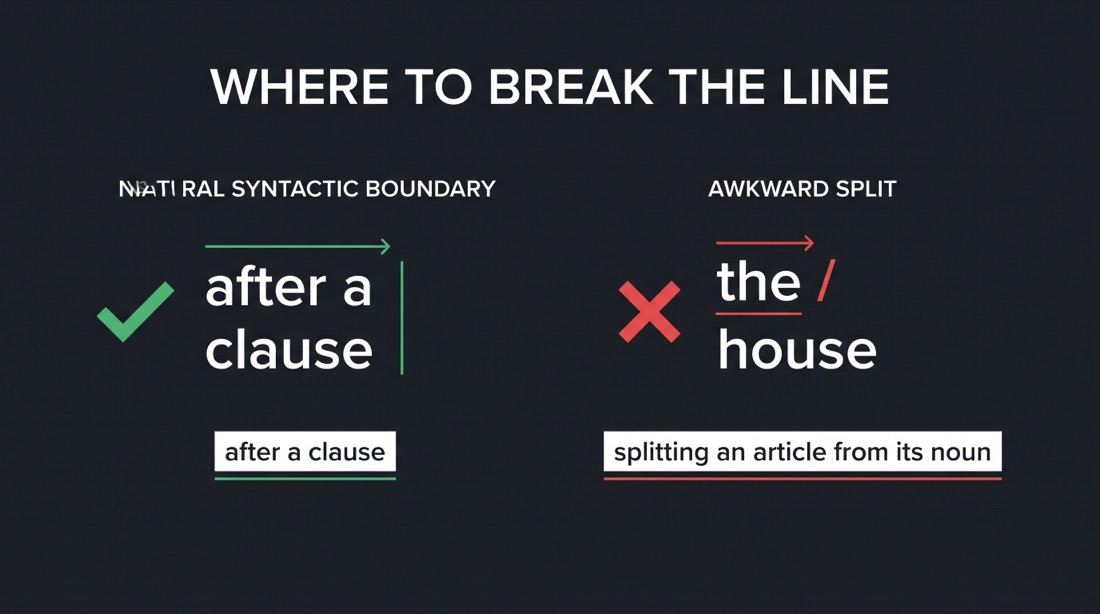 WHERE TO BREAK THE LINE
SYNTACTIC BOUNDARY
AWKWARD SPLIT
after a
clause
the /
house
after a clause
splitting an article from its noun